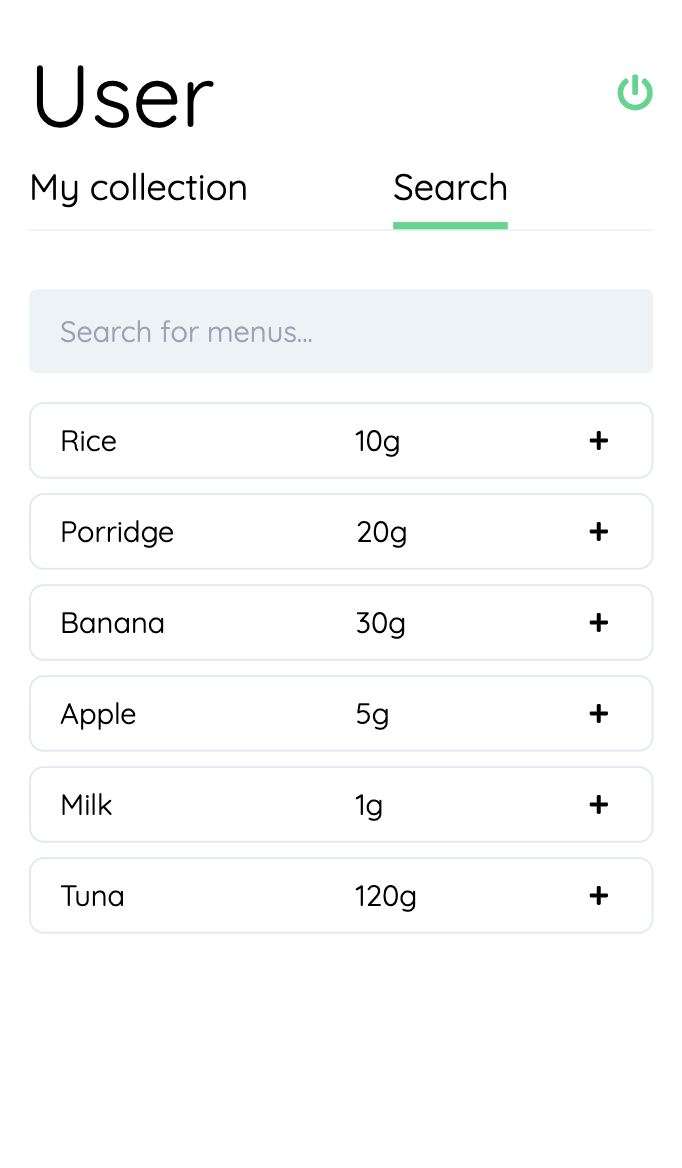 User
My collection Search
Search for menus...
Rice 10g +
Porridge 20g +
Banana 30g +
Apple 5g +
Milk 1g +
Tuna 120g +